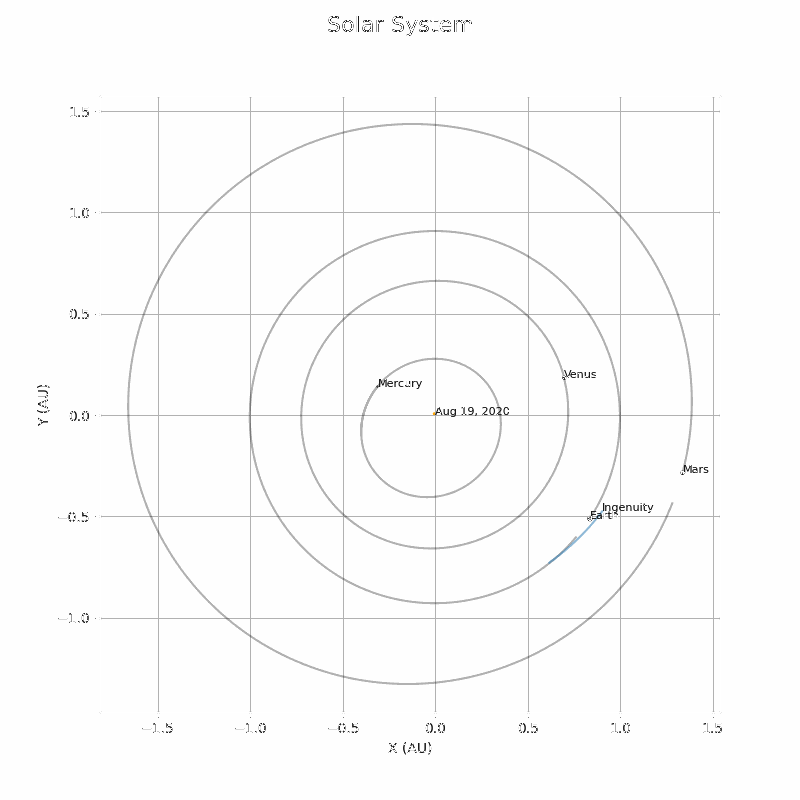 Solar System
Y (AU)
1.5
1.0
0.5
0.0
−0.5
−1.0
Mercury
Venus
Aug 19, 2020
Mars
Ingenuity
Earth
−1.5
−1.0
−0.5
0.0
0.5
1.0
1.5
X (AU)